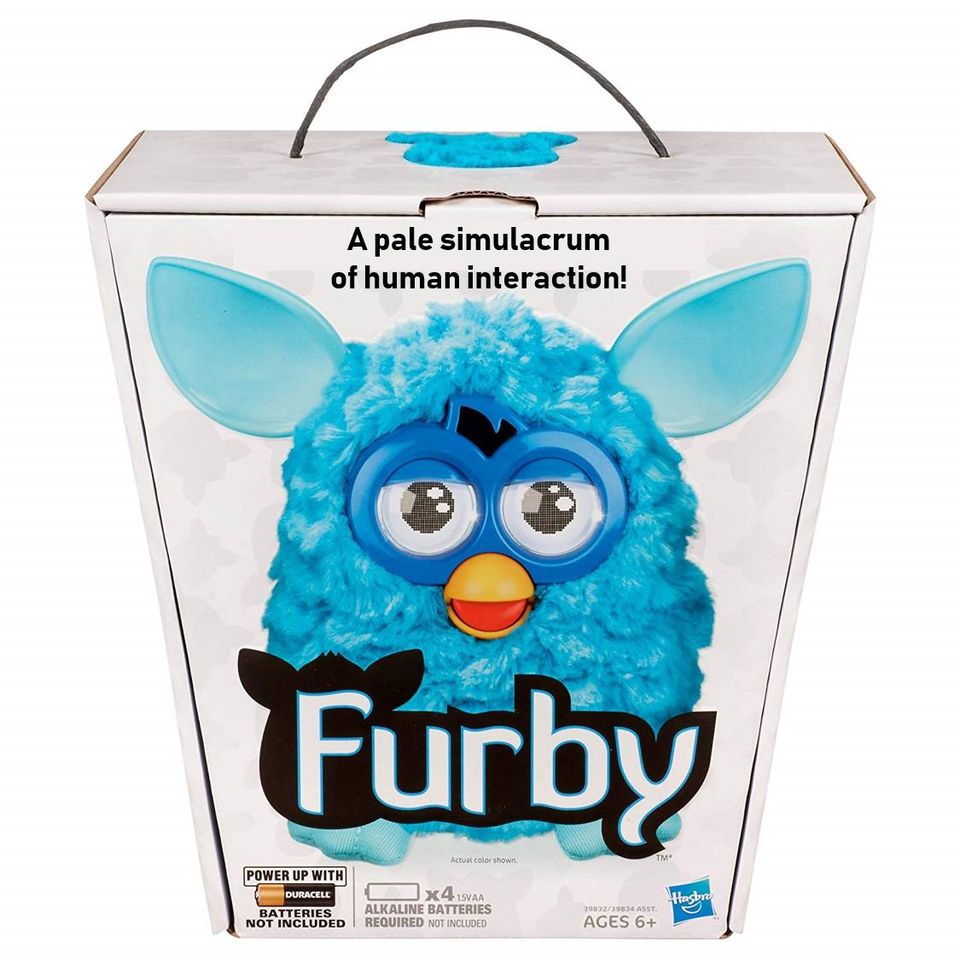 A pale simulacrum
of human interaction!
Furby
TM*
Actual color shown.
POWER UP WITH
DURACELL
BATTERIES
NOT INCLUDED
x4 1.5V AA
ALKALINE BATTERIES
REQUIRED NOT INCLUDED
39832/39834 ASST.
AGES 6+
Hasbro